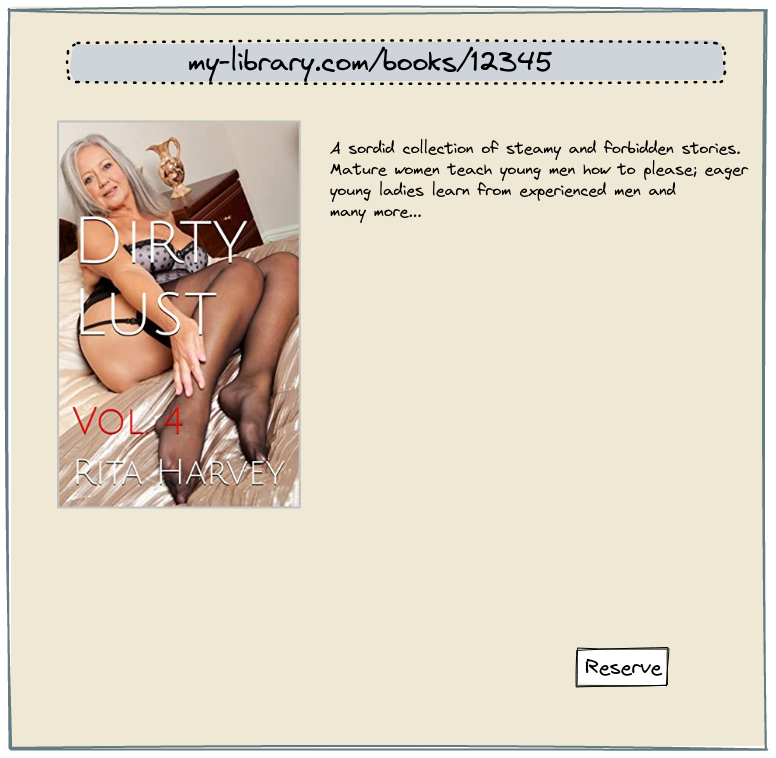 my-library.com/books/12345
A sordid collection of steamy and forbidden stories.
Mature women teach young men how to please; eager
young ladies learn from experienced men and
many more...
DIRTY
LUST
VOL. 4
RITA HARVEY
Reserve